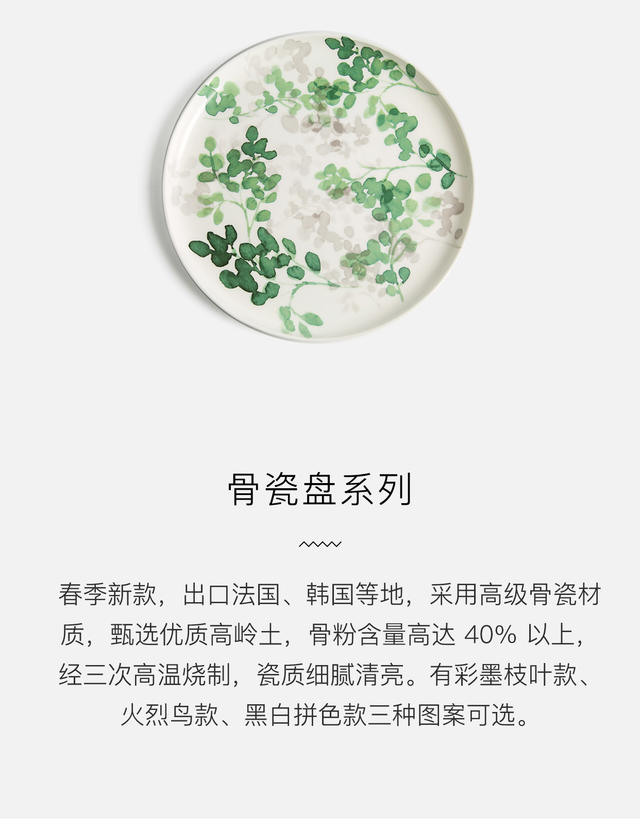 骨瓷盘系列
春季新款，出口法国、韩国等地，采用高级骨瓷材
质，甄选优质高岭土，骨粉含量高达 40% 以上，
经三次高温烧制，瓷质细腻清亮。有彩墨枝叶款、
火烈鸟款、黑白拼色款三种图案可选。